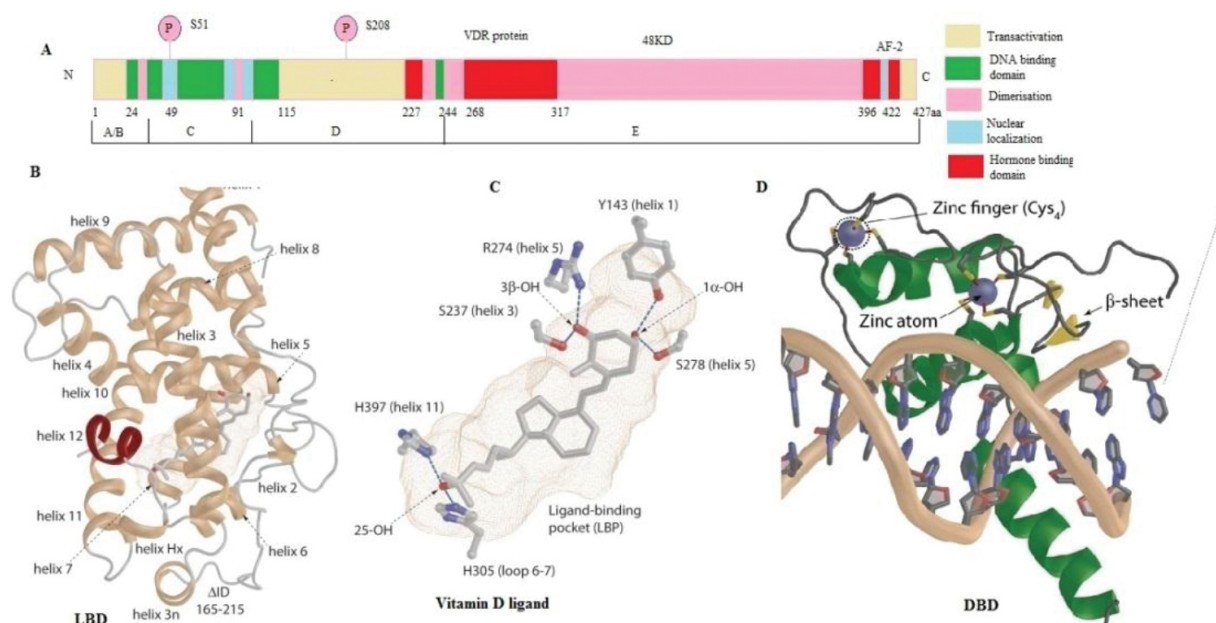 A
P
S51
P
S208
VDR protein
48KD
AF-2
N
C
1
24
49
91
115
227
244
268
317
396
422
427aa
A/B
C
D
E
Transactivation
DNA binding
domain
Dimerisation
Nuclear
localization
Hormone binding
domain
B
helix 9
helix 8
helix 3
helix 4
helix 5
helix 10
helix 12
helix 2
helix 11
helix 6
helix Hx
helix 7
helix 3n
ΔID
165-215
LBD
C
Y143 (helix 1)
R274 (helix 5)
3β-OH
1α-OH
S237 (helix 3)
S278 (helix 5)
H397 (helix 11)
25-OH
Ligand-binding
pocket (LBP)
H305 (loop 6-7)
Vitamin D ligand
D
Zinc finger (Cys₄)
Zinc atom
β-sheet
DBD